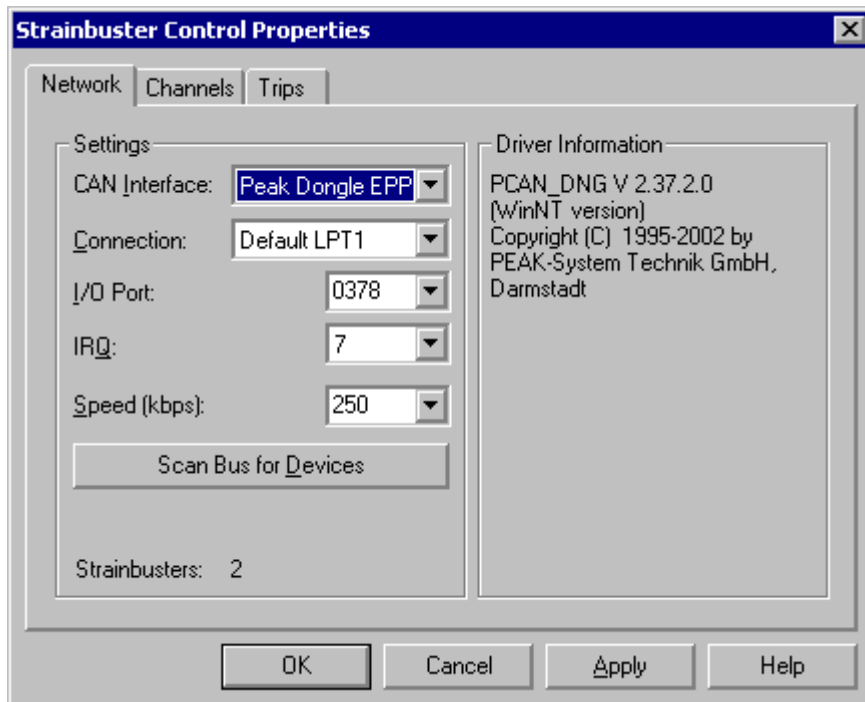 Strainbuster Control Properties
Network Channels Trips
Settings
CAN Interface: Peak Dongle EPP
Connection: Default LPT1
I/O Port: 0378
IRQ: 7
Speed (kbps): 250
Scan Bus for Devices
Strainbusters: 2
Driver Information
PCAN_DNG V 2.37.2.0
(WinNT version)
Copyright (C) 1995-2002 by
PEAK-System Technik GmbH,
Darmstadt
OK Cancel Apply Help